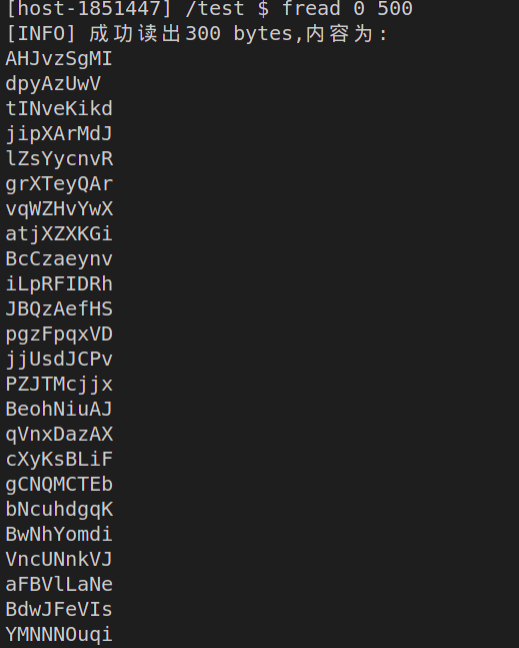 [host-1851447] /test $ fread 0 500
[INFO] 成功读出300 bytes,内容为:
AHJvzSgMI
dpyAzUwV
tINveKikd
jipXArMdJ
lZsYycnvR
grXTeyQAr
vqWZHvYwX
atjXZXKGi
BcCzaeynv
iLpRFIDRh
JBQzAefHS
pgzFpqxVD
jjUsdJCPv
PZJTMcjjx
BeohNiuAJ
qVnxDazAX
cXyKsBLiF
gCNQMCTEb
bNcuhdgqK
BwNhYomdi
VncUNnkVJ
aFBVlLaNe
BdwJFeVIs
YMNNNOuqi